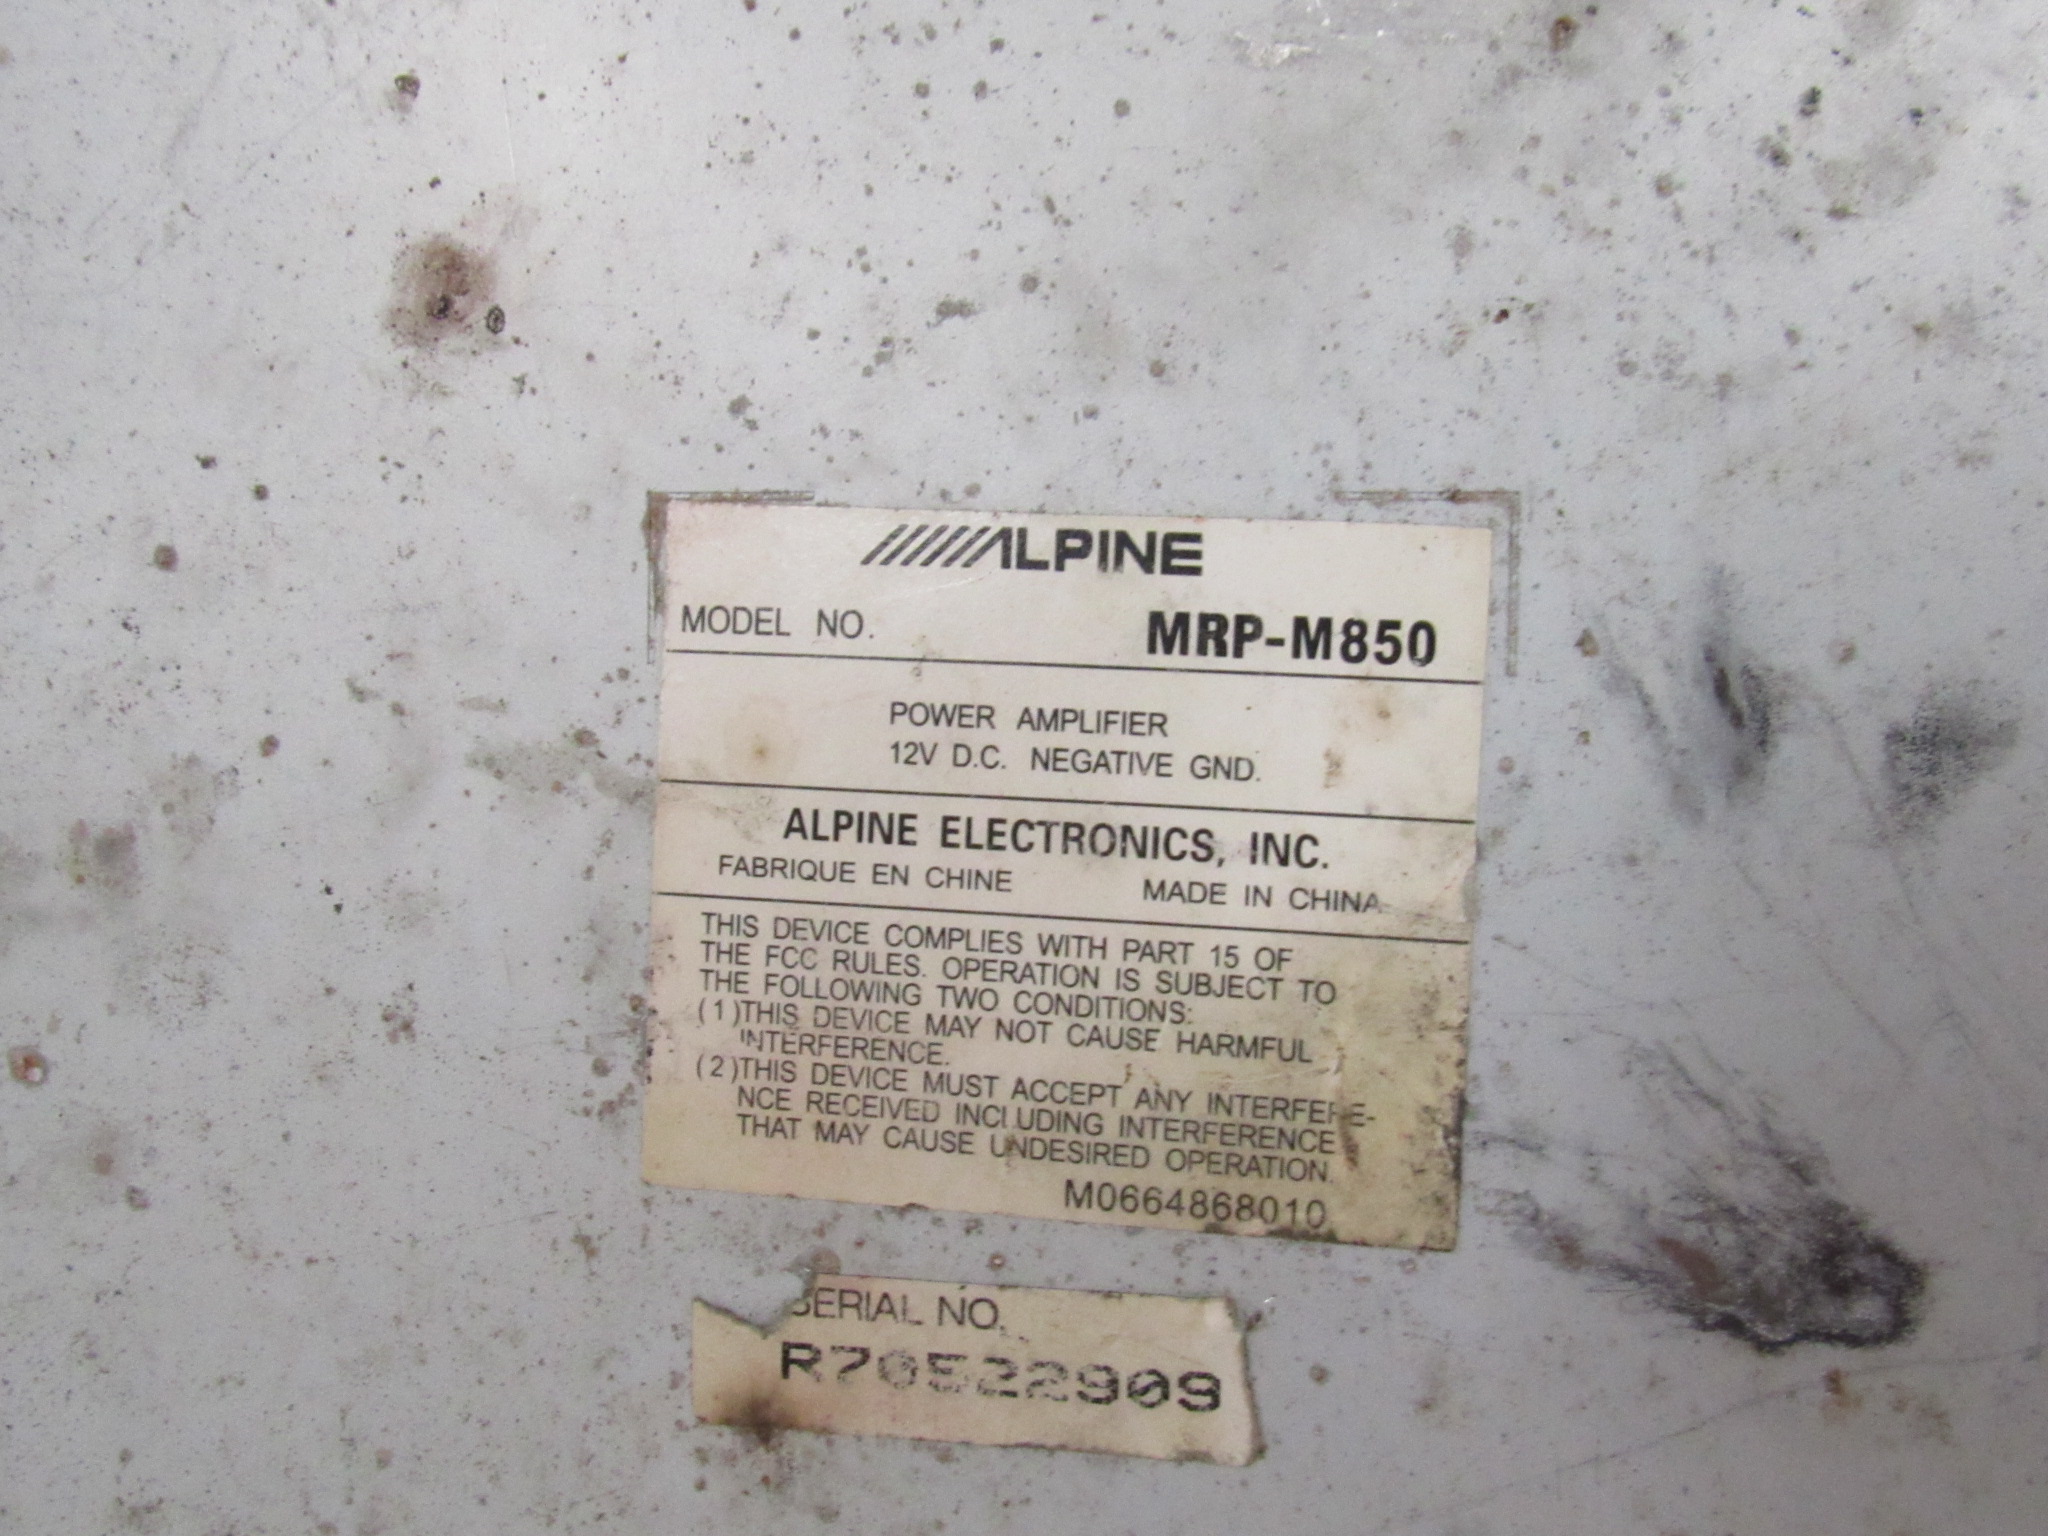 ALPINE
MODEL NO. MRP-M850
POWER AMPLIFIER
12V D.C. NEGATIVE GND.
ALPINE ELECTRONICS, INC.
FABRIQUE EN CHINE MADE IN CHINA
THIS DEVICE COMPLIES WITH PART 15 OF
THE FCC RULES. OPERATION IS SUBJECT TO
THE FOLLOWING TWO CONDITIONS:
(1)THIS DEVICE MAY NOT CAUSE HARMFUL
INTERFERENCE.
(2)THIS DEVICE MUST ACCEPT ANY INTERFERE-
NCE RECEIVED INCLUDING INTERFERENCE
THAT MAY CAUSE UNDESIRED OPERATION.
M0664868010
SERIAL NO.
R70522909